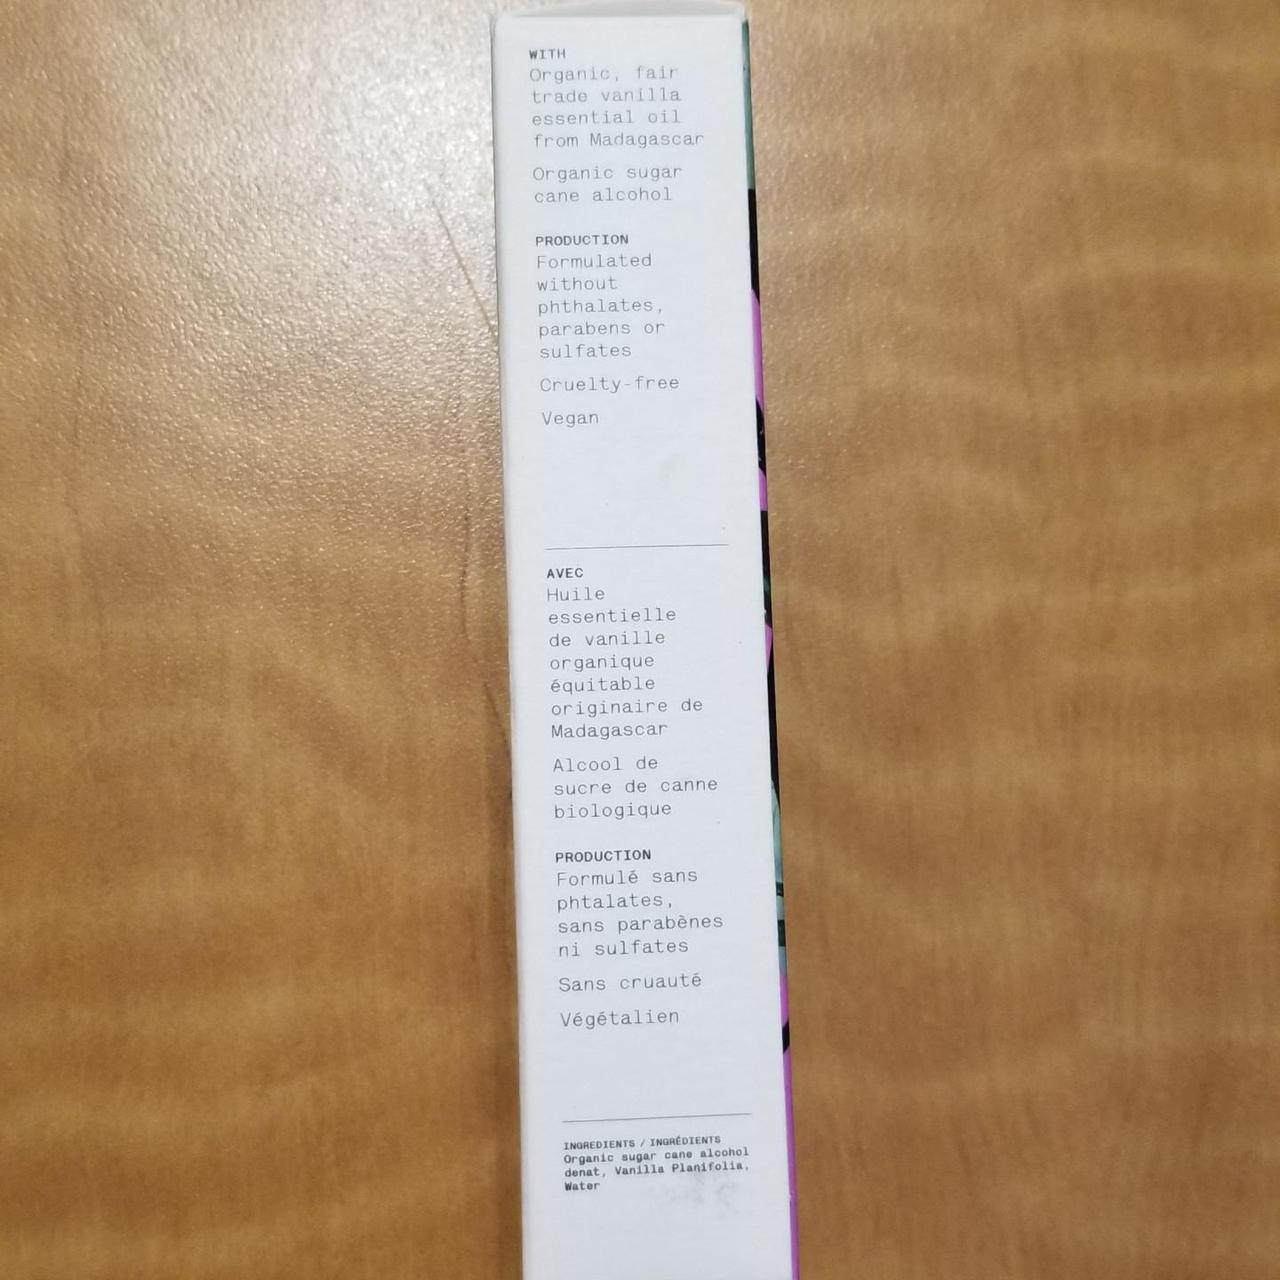 WITH
Organic, fair
trade vanilla
essential oil
from Madagascar
Organic sugar
cane alcohol
PRODUCTION
Formulated
without
phthalates,
parabens or
sulfates
Cruelty-free
Vegan
AVEC
Huile
essentielle
de vanille
organique
équitable
originaire de
Madagascar
Alcool de
sucre de canne
biologique
PRODUCTION
Formulé sans
phtalates,
sans parabènes
ni sulfates
Sans cruauté
Végétalien
INGREDIENTS / INGRÉDIENTS
Organic sugar cane alcohol
denat, Vanilla Planifolia,
Water